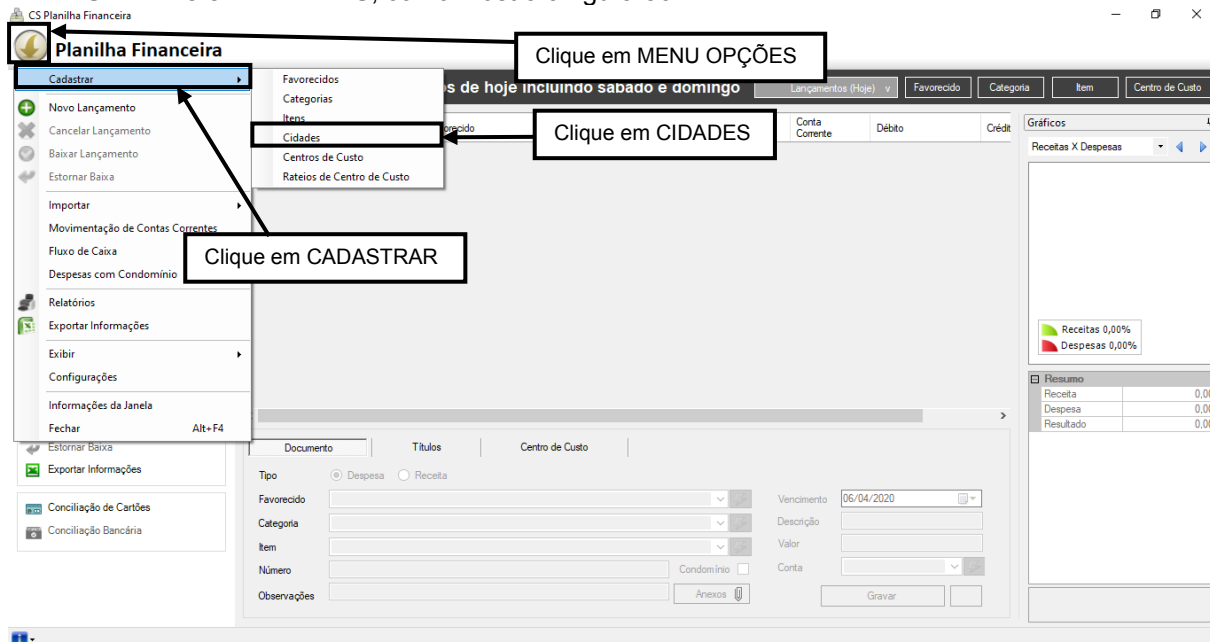 CS Planilha Financeira
Planilha Financeira
Clique em MENU OPÇÕES
Cadastrar
Novo Lançamento
Cancelar Lançamento
Baixar Lançamento
Estornar Baixa
Importar
Movimentação de Contas Correntes
Fluxo de Caixa
Despesas com Condomínio
Relatórios
Exportar Informações
Exibir
Configurações
Informações da Janela
Fechar Alt+F4
Favorecidos
Categorias
Itens
Cidades
Centros de Custo
Rateios de Centro de Custo
Clique em CIDADES
Clique em CADASTRAR
s de hoje incluindo sábado e domingo
Lançamentos (Hoje) v Favorecido Categoria Item Centro de Custo
Conta
Corrente
Débito
Crédit
Gráficos
Receitas X Despesas
Receitas 0,00%
Despesas 0,00%
Resumo
Receita 0,00
Despesa 0,00
Resultado 0,00
Estornar Baixa
Exportar Informações
Conciliação de Cartões
Conciliação Bancária
Documento Títulos Centro de Custo
Tipo Despesa Receita
Favorecido Vencimento 06/04/2020
Categoria Descrição
Item Valor
Número Condomínio Conta
Observações Anexos Gravar